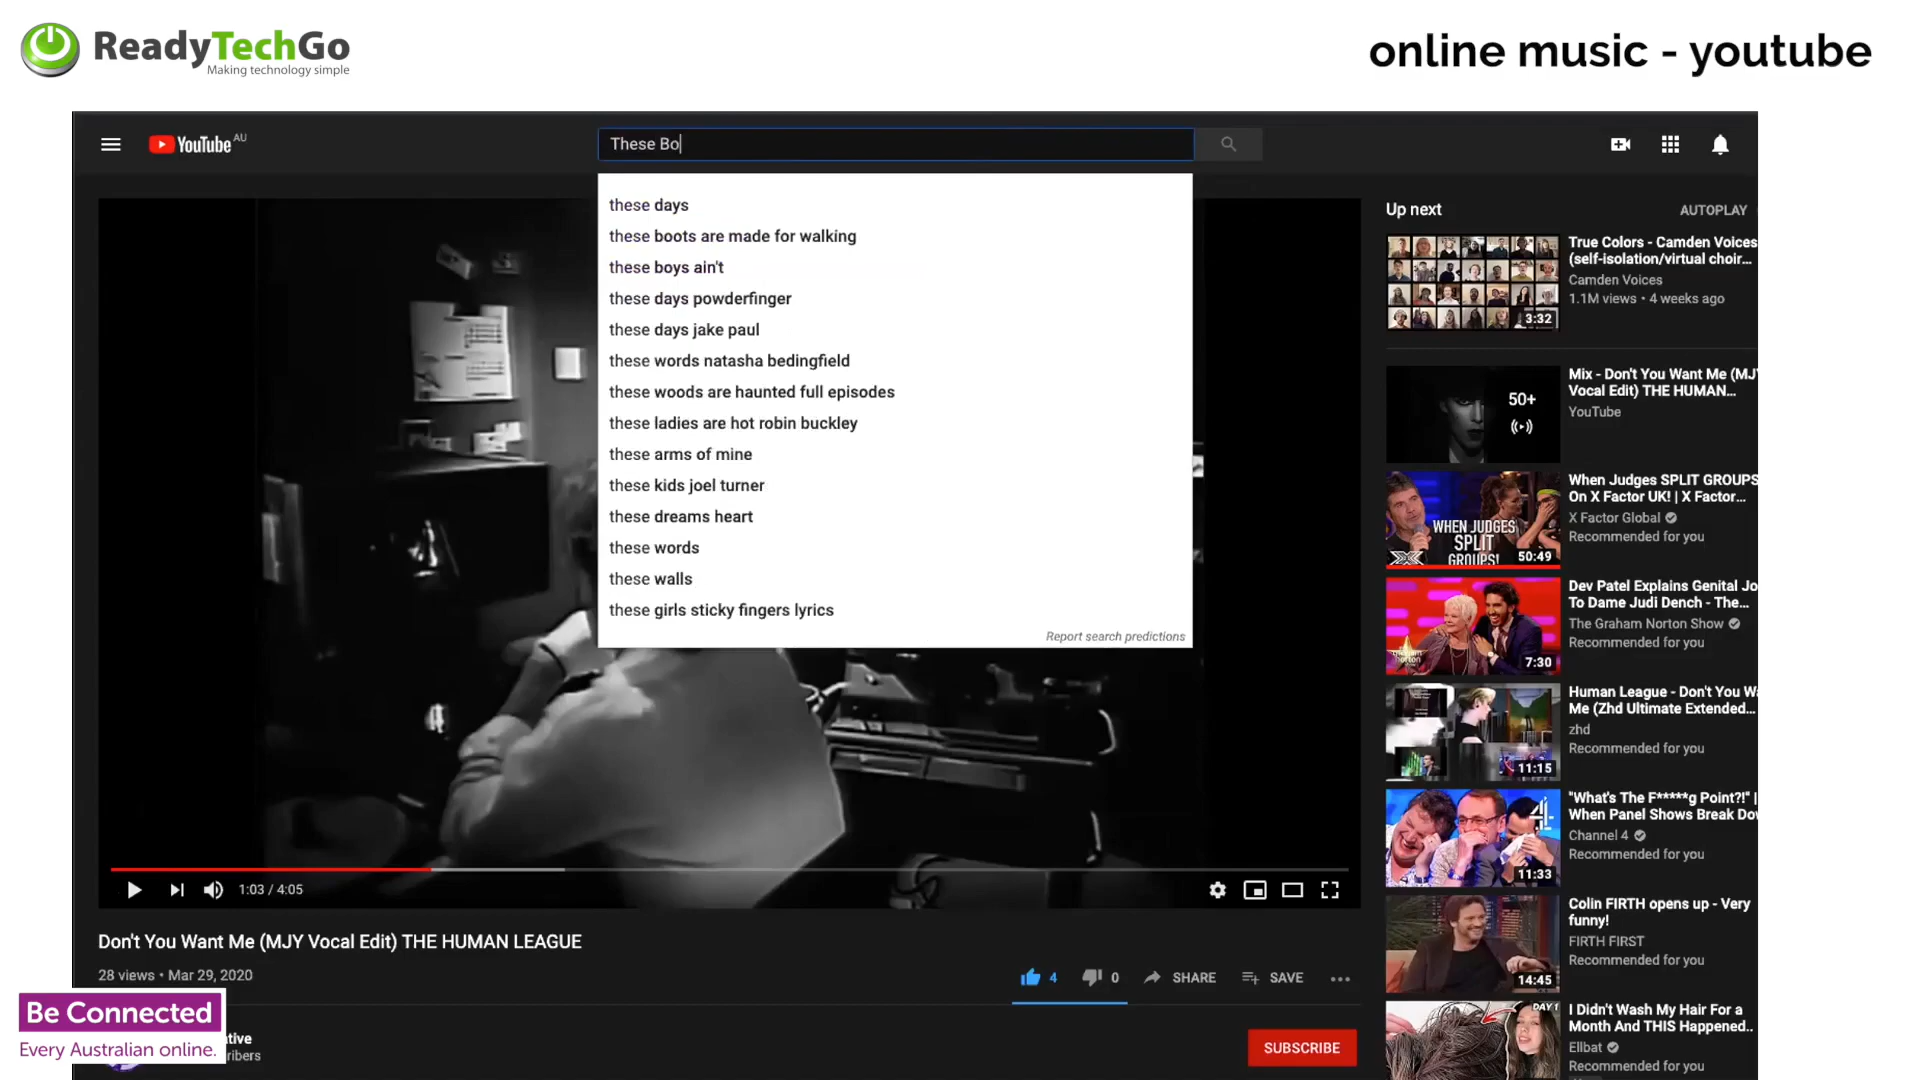 ReadyTechGo
Making technology simple
online music - youtube
YouTube AU
These Bo
these days
these boots are made for walking
these boys ain't
these days powderfinger
these days jake paul
these words natasha bedingfield
these woods are haunted full episodes
these ladies are hot robin buckley
these arms of mine
these kids joel turner
these dreams heart
these words
these walls
these girls sticky fingers lyrics
Report search predictions
1:03 / 4:05
Don't You Want Me (MJY Vocal Edit) THE HUMAN LEAGUE
28 views • Mar 29, 2020
4
0
SHARE
SAVE
SUBSCRIBE
Be Connected
Every Australian online.
ative
ribers
Up next
AUTOPLAY
3:32
True Colors - Camden Voices
(self-isolation/virtual choir...
Camden Voices
1.1M views • 4 weeks ago
50+
Mix - Don't You Want Me (MJY
Vocal Edit) THE HUMAN...
YouTube
WHEN JUDGES
SPLIT
GROUPS!
50:49
When Judges SPLIT GROUPS
On X Factor UK! | X Factor...
X Factor Global
Recommended for you
7:30
Dev Patel Explains Genital Jo
To Dame Judi Dench - The...
The Graham Norton Show
Recommended for you
11:15
Human League - Don't You Wa
Me (Zhd Ultimate Extended...
zhd
Recommended for you
4
11:33
"What's The F*****g Point?!" |
When Panel Shows Break Dow
Channel 4
Recommended for you
14:45
Colin FIRTH opens up - Very
funny!
FIRTH FIRST
Recommended for you
DAY 1
I Didn't Wash My Hair For a
Month And THIS Happened..
Ellbat
Recommended for you